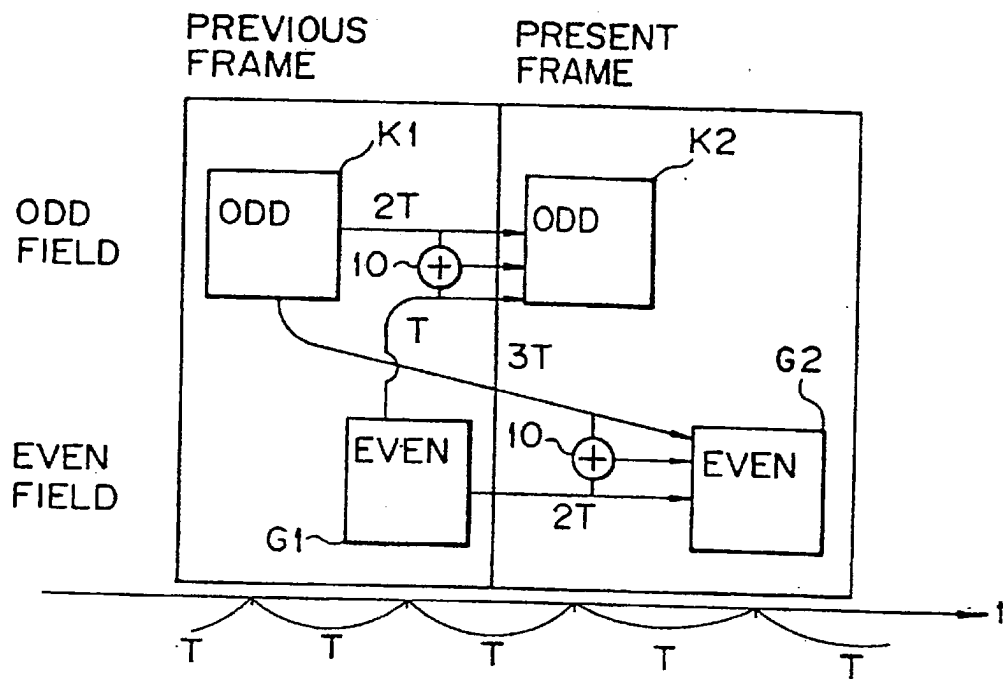 PREVIOUS
FRAME
PRESENT
FRAME
K1
K2
ODD
FIELD
ODD
2T
ODD
10
T
3T
G2
EVEN
FIELD
EVEN
10
EVEN
2T
G1
t
T
T
T
T
T